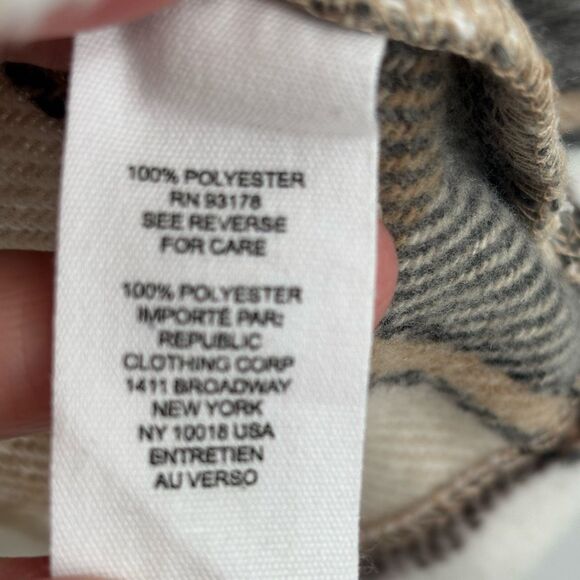 100% POLYESTER
RN 93178
SEE REVERSE
FOR CARE
100% POLYESTER
IMPORTÉ PAR:
REPUBLIC
CLOTHING CORP
1411 BROADWAY
NEW YORK
NY 10018 USA
ENTRETIEN
AU VERSO